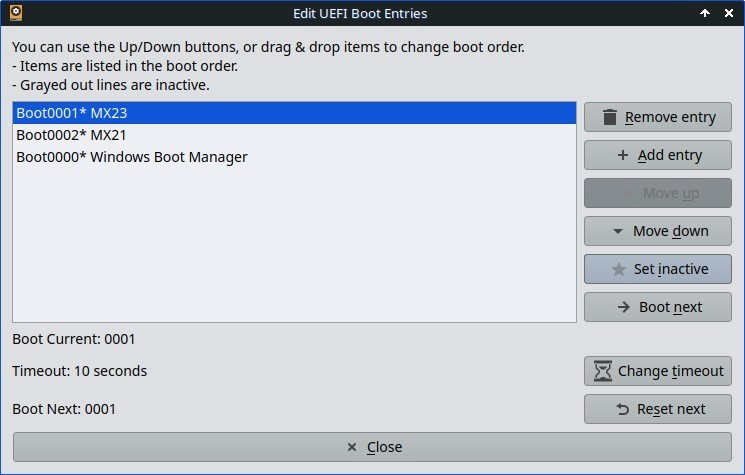 Edit UEFI Boot Entries
You can use the Up/Down buttons, or drag & drop items to change boot order.
- Items are listed in the boot order.
- Grayed out lines are inactive.
Boot0001* MX23
Boot0002* MX21
Boot0000* Windows Boot Manager
Remove entry
Add entry
Move up
Move down
Set inactive
Boot next
Boot Current: 0001
Timeout: 10 seconds
Change timeout
Boot Next: 0001
Reset next
Close